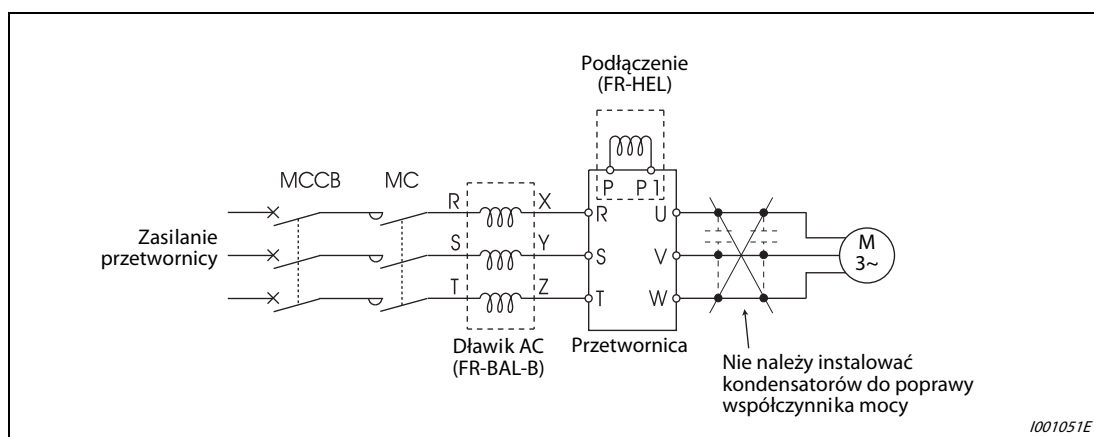 Podłączenie
(FR-HEL)
MCCB MC
R X
P P1
R U
Zasilanie
przetwornicy
S Y S V
M
3~
T Z T W
Dławik AC
(FR-BAL-B)
Przetwornica
Nie należy instalować
kondensatorów do poprawy
współczynnika mocy
I001051E